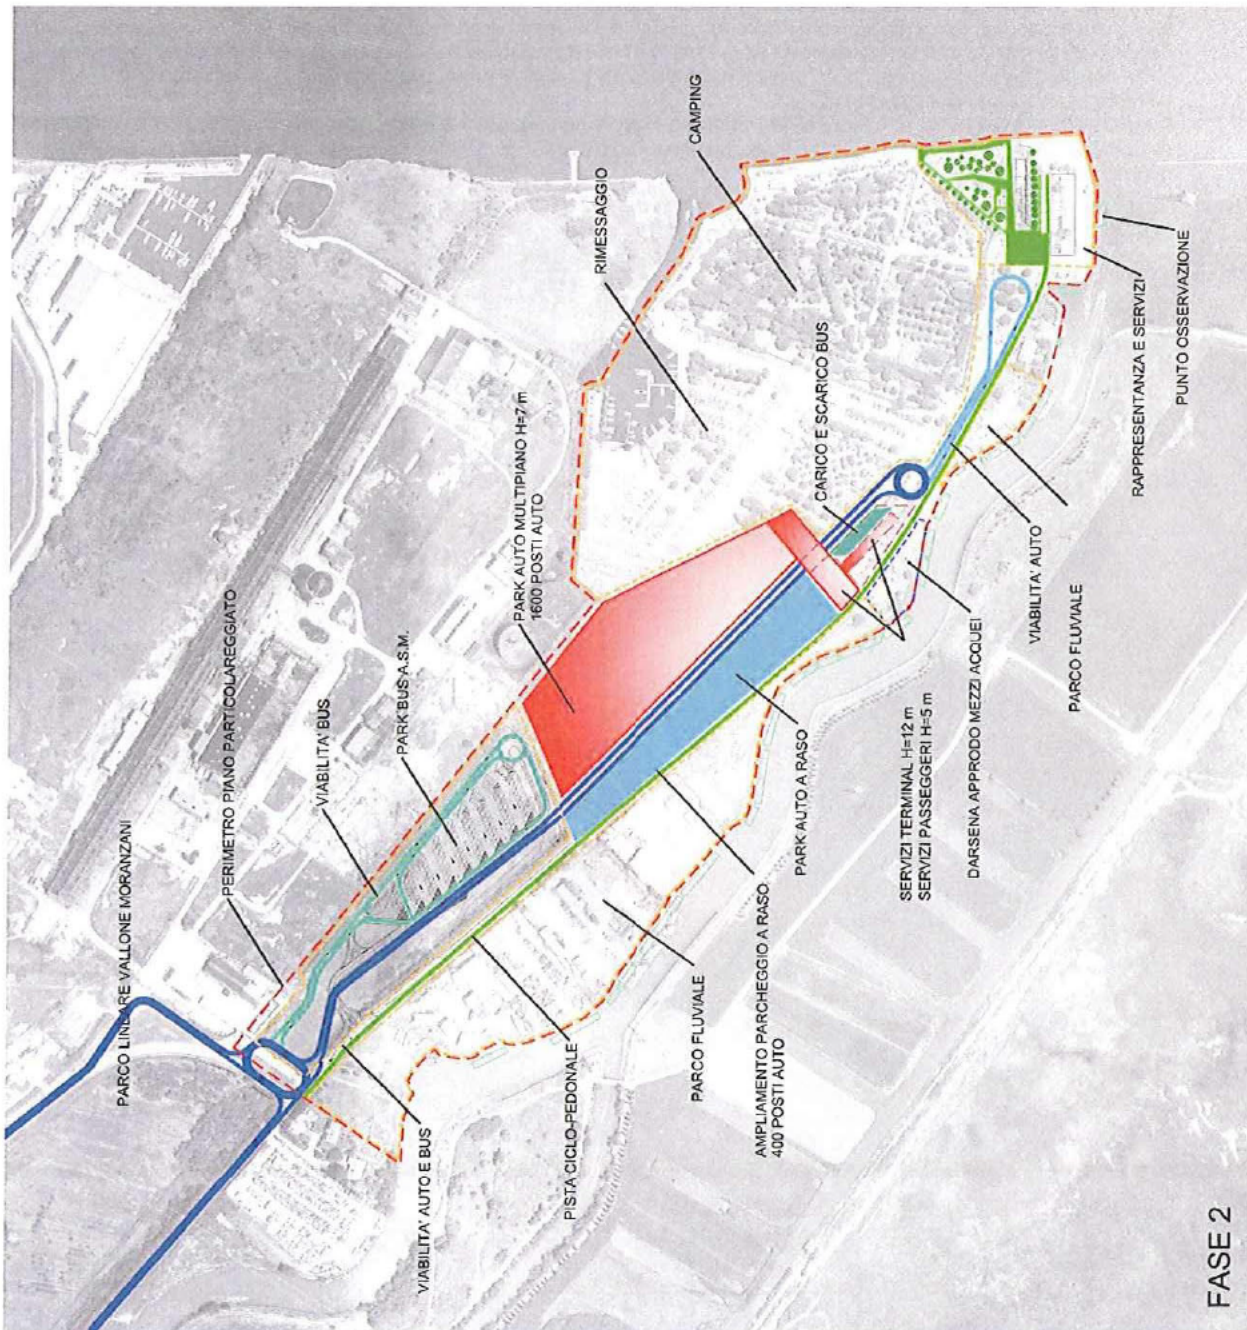 PARCO LINEARE VALLONE MORANZANI
PERIMETRO PIANO PARTICOLAREGGIATO
VIABILITA' BUS
PARK BUS A.S.M.
PARK AUTO MULTIPIANO H=7 m
1600 POSTI AUTO
RIMESSAGGIO
CAMPING
CARICO E SCARICO BUS
VIABILITA' AUTO E BUS
PISTA CICLO-PEDONALE
PARCO FLUVIALE
AMPLIAMENTO PARCHEGGIO A RASO
400 POSTI AUTO
PARK AUTO A RASO
SERVIZI TERMINAL H=12 m
SERVIZI PASSEGGERI H=5 m
DARSENA APPRODO MEZZI ACQUEI
VIABILITA' AUTO
PARCO FLUVIALE
RAPPRESENTANZA E SERVIZI
PUNTO OSSERVAZIONE
FASE 2